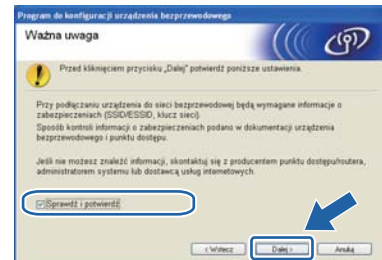 Program do konfiguracji urządzenia bezprzewodowego
Ważna uwaga
Przed kliknięciem przycisku „Dalej” potwierdź poniższe ustawienia.
Przy podłączaniu urządzenia do sieci bezprzewodowej będą wymagane informacje o
zabezpieczeniach (SSID/ESSID, klucz sieci).
Sposób kontroli informacji o zabezpieczeniach podano w dokumentacji urządzenia
bezprzewodowego i punktu dostępu.
Jeśli nie możesz znaleźć informacji, skontaktuj się z producentem punktu dostępu/routera,
administratorem systemu lub dostawcą usług internetowych.
Sprawdź i potwierdź
< Wstecz Dalej > Anuluj